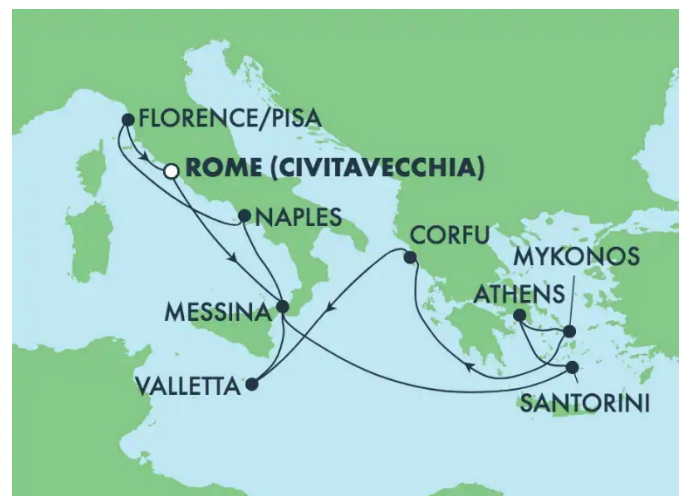 FLORENCE/PISA
ROME (CIVITAVECCHIA)
NAPLES
CORFU
MYKONOS
ATHENS
MESSINA
VALLETTA
SANTORINI